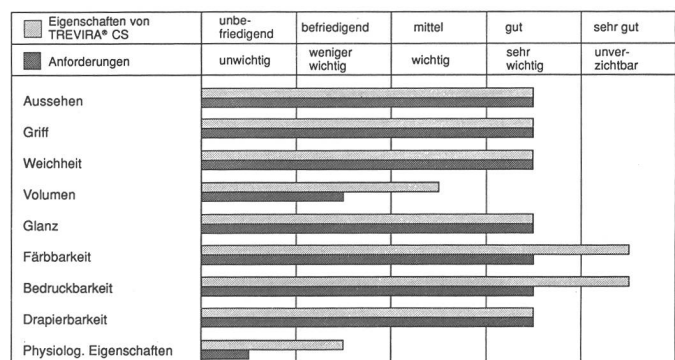 Eigenschaften von
TREVIRA® CS
unbe-
friedigend
befriedigend
mittel
gut
sehr gut
Anforderungen
unwichtig
weniger
wichtig
wichtig
sehr
wichtig
unver-
zichtbar
Aussehen
Griff
Weichheit
Volumen
Glanz
Färbbarkeit
Bedruckbarkeit
Drapierbarkeit
Physiolog. Eigenschaften